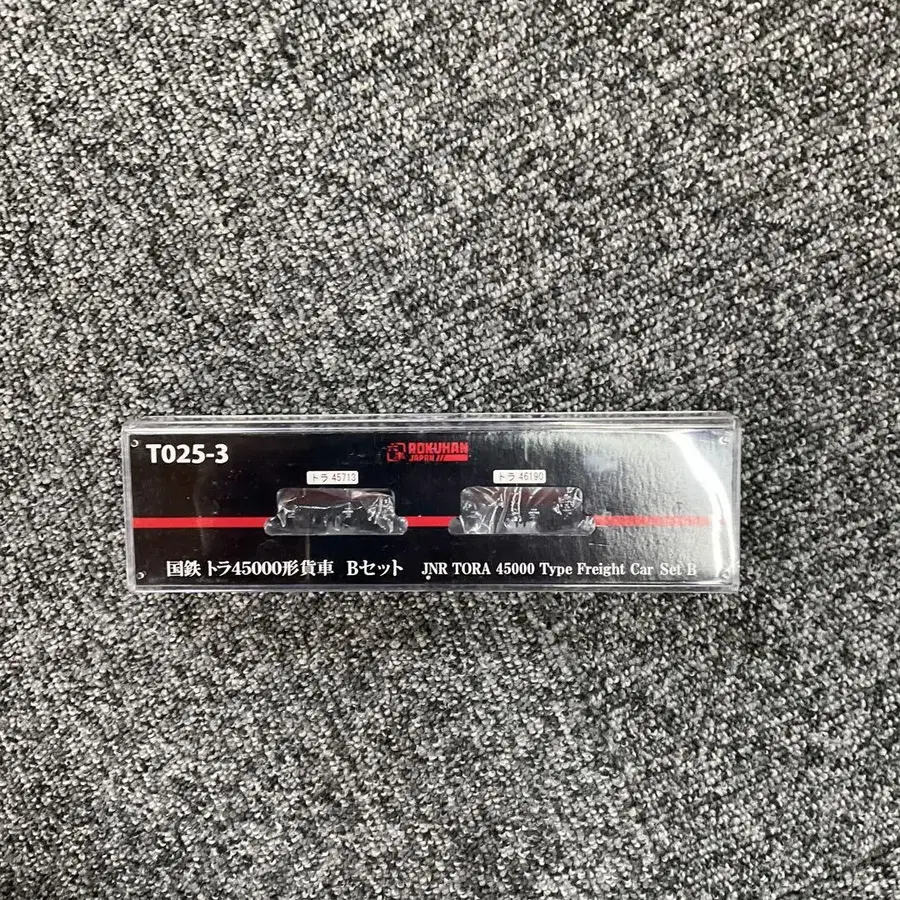 T025-3
ROKUHAN
JAPAN
トラ 45713
トラ 46190
国鉄 トラ45000形貨車 Bセット
JNR TORA 45000 Type Freight Car Set B